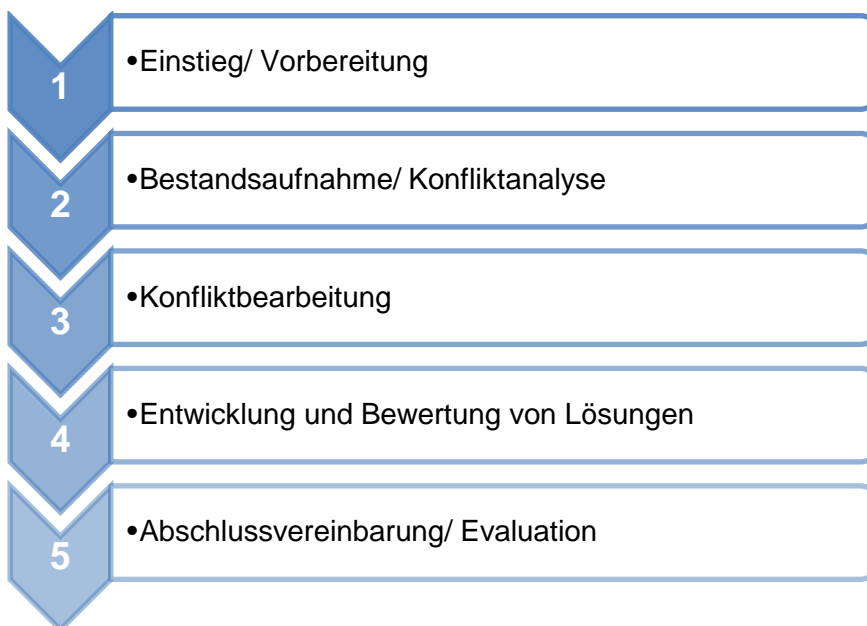 1
•Einstieg/ Vorbereitung
2
•Bestandsaufnahme/ Konfliktanalyse
3
•Konfliktbearbeitung
4
•Entwicklung und Bewertung von Lösungen
5
•Abschlussvereinbarung/ Evaluation